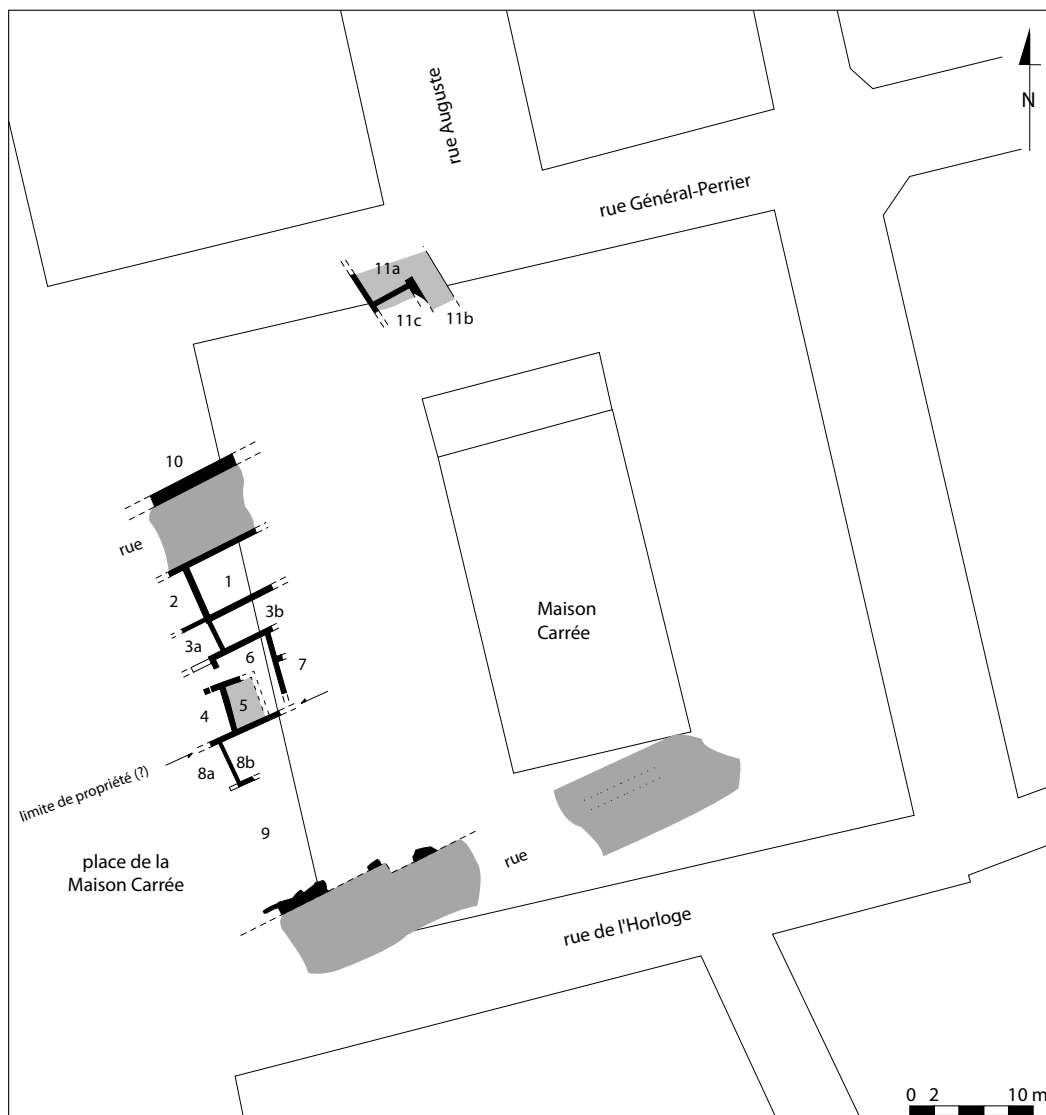 rue Auguste
N
rue Général-Perrier
11a
11c
11b
10
rue
1
2
3b
3a
6
7
5
4
8b
8a
limite de propriété (?)
Maison
Carrée
9
place de la
Maison Carrée
rue
rue de l'Horloge
0 2 10 m